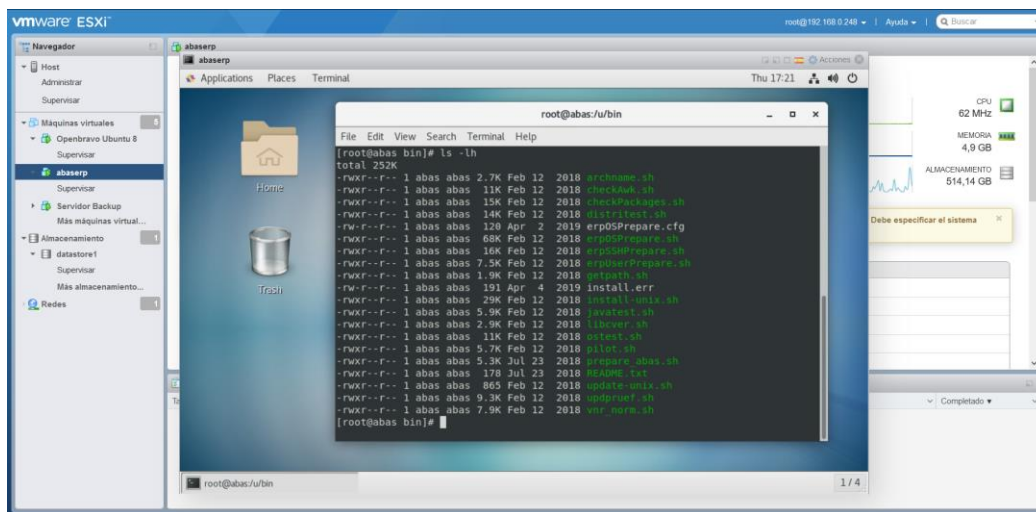 vmware ESXi
root@192.168.0.248
Ayuda
Buscar
Navegador
Host
Administrar
Supervisar
Máquinas virtuales
Openbravo Ubuntu 8
Supervisar
abaserp
Supervisar
Servidor Backup
Más máquinas virtual...
Almacenamiento 1
datastore1
Supervisar
Más almacenamiento...
Redes 1
abaserp
abaserp
Acciones
Applications Places Terminal
Thu 17:21
Home
Trash
root@abas:/u/bin
File Edit View Search Terminal Help
[root@abas bin]# ls -lh
total 252K
-rwxr--r-- 1 abas abas 2.7K Feb 12 2018 archname.sh
-rwxr--r-- 1 abas abas 11K Feb 12 2018 checkAwk.sh
-rwxr--r-- 1 abas abas 15K Feb 12 2018 checkPackages.sh
-rwxr--r-- 1 abas abas 14K Feb 12 2018 distritest.sh
-rw-r--r-- 1 abas abas 120 Apr 2 2019 erpOSPrepare.cfg
-rwxr--r-- 1 abas abas 68K Feb 12 2018 erpOSPrepare.sh
-rwxr--r-- 1 abas abas 16K Feb 12 2018 erpSSHPrepare.sh
-rwxr--r-- 1 abas abas 7.5K Feb 12 2018 erpUserPrepare.sh
-rwxr--r-- 1 abas abas 1.9K Feb 12 2018 getpath.sh
-rw-r--r-- 1 abas abas 191 Apr 4 2019 install.err
-rwxr--r-- 1 abas abas 29K Feb 12 2018 install-unix.sh
-rwxr--r-- 1 abas abas 5.9K Feb 12 2018 javatest.sh
-rwxr--r-- 1 abas abas 2.9K Feb 12 2018 libcver.sh
-rwxr--r-- 1 abas abas 11K Feb 12 2018 ostest.sh
-rwxr--r-- 1 abas abas 5.7K Feb 12 2018 pilot.sh
-rwxr--r-- 1 abas abas 5.3K Jul 23 2018 prepare_abas.sh
-rwxr--r-- 1 abas abas 178 Jul 23 2018 README.txt
-rwxr--r-- 1 abas abas 865 Feb 12 2018 update-unix.sh
-rwxr--r-- 1 abas abas 9.3K Feb 12 2018 updpruef.sh
-rwxr--r-- 1 abas abas 7.9K Feb 12 2018 vnr_norm.sh
[root@abas bin]#
root@abas:/u/bin
1 / 4
CPU
62 MHz
MEMORIA
4,9 GB
ALMACENAMIENTO
514,14 GB
Debe especificar el sistema
Completado